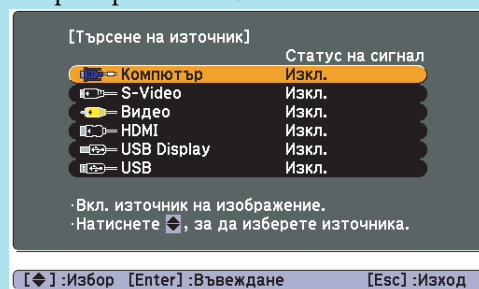 [Търсене на източник]
Статус на сигнал
Компютър Изкл.
S-Video Изкл.
Видео Изкл.
HDMI Изкл.
USB Display Изкл.
USB Изкл.
·Вкл. източник на изображение.
·Натиснете , за да изберете източника.
[ ] :Избор [Enter] :Въвеждане [Esc] :Изход